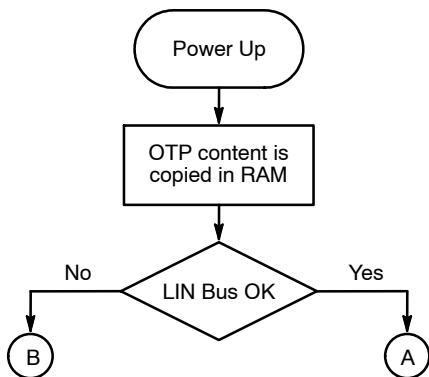 Power Up
OTP content is
copied in RAM
No
Yes
LIN Bus OK
B
A